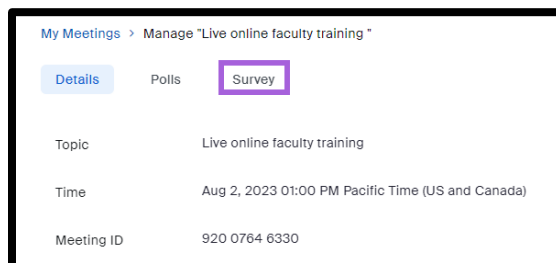 My Meetings > Manage "Live online faculty training "
Details Polls Survey
Topic Live online faculty training
Time Aug 2, 2023 01:00 PM Pacific Time (US and Canada)
Meeting ID 920 0764 6330